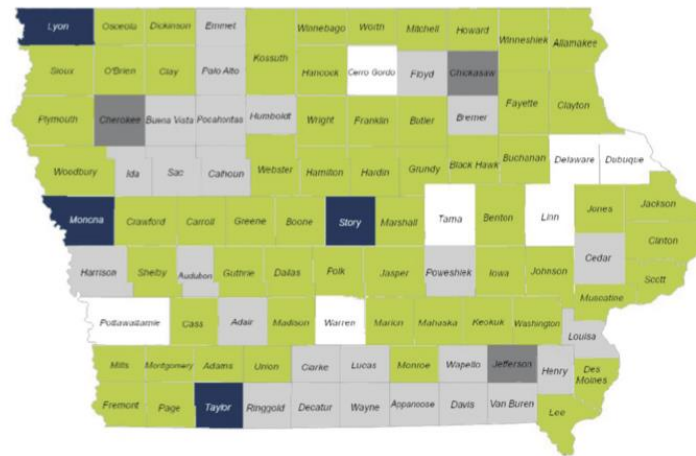 Lyon Osceola Dickinson Emmet Winnebago Worth Mitchell Howard Winneshiek Allamakee
Sioux O'Brien Clay Palo Alto Kossuth Hancock Cerro Gordo Floyd Chickasaw
Plymouth Cherokee Buena Vista Pocahontas Humboldt Wright Franklin Butler Bremer Fayette Clayton
Woodbury Ida Sac Calhoun Webster Hamilton Hardin Grundy Black Hawk Buchanan Delaware Dubuque
Monona Crawford Carroll Greene Boone Story Marshall Tama Benton Linn Jones Jackson
Harrison Shelby Audubon Guthrie Dallas Polk Jasper Poweshiek Iowa Johnson Cedar Clinton
Scott
Muscatine
Pottawattamie Cass Adair Madison Warren Marion Mahaska Keokuk Washington Louisa
Mills Montgomery Adams Union Clarke Lucas Monroe Wapello Jefferson Henry Des
Moines
Fremont Page Taylor Ringgold Decatur Wayne Appanoose Davis Van Buren Lee